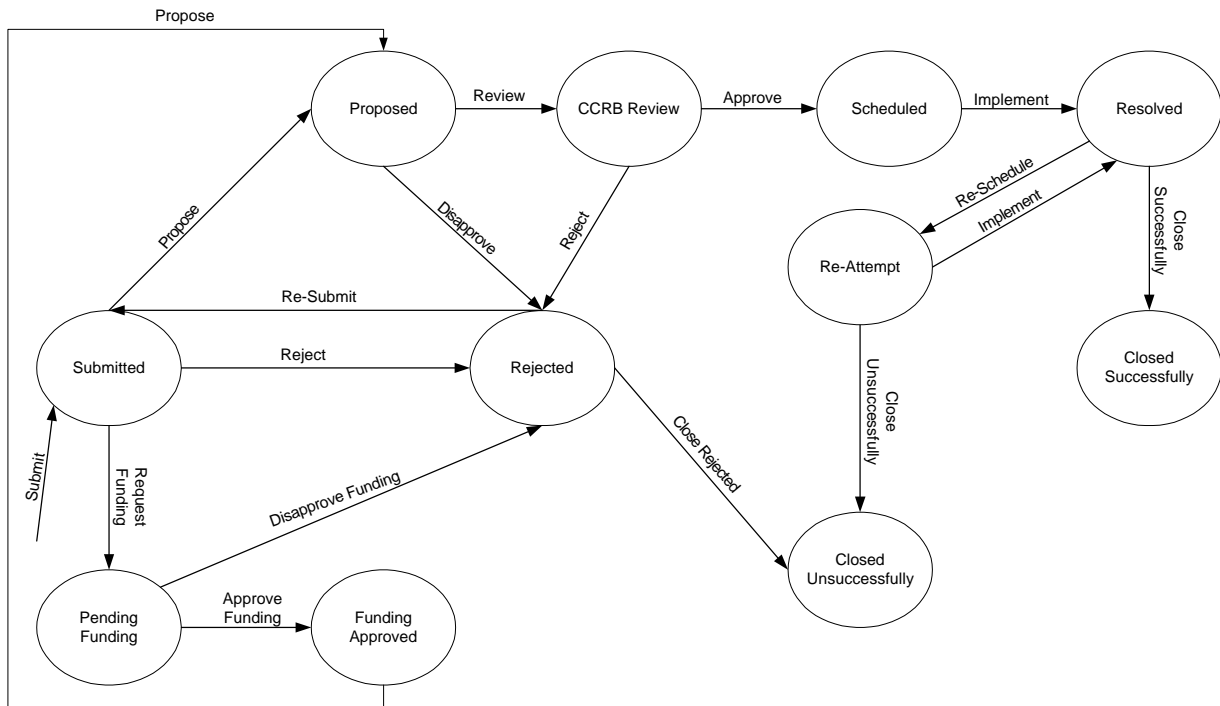 Propose
Proposed
Review
CCRB Review
Approve
Scheduled
Implement
Resolved
Propose
Disapprove
Reject
Re-Schedule
Implement
Close
Successfully
Re-Attempt
Re-Submit
Submitted
Reject
Rejected
Closed
Successfully
Close
Unsuccessfully
Submit
Request
Funding
Disapprove Funding
Close Rejected
Closed
Unsuccessfully
Pending
Funding
Approve
Funding
Funding
Approved